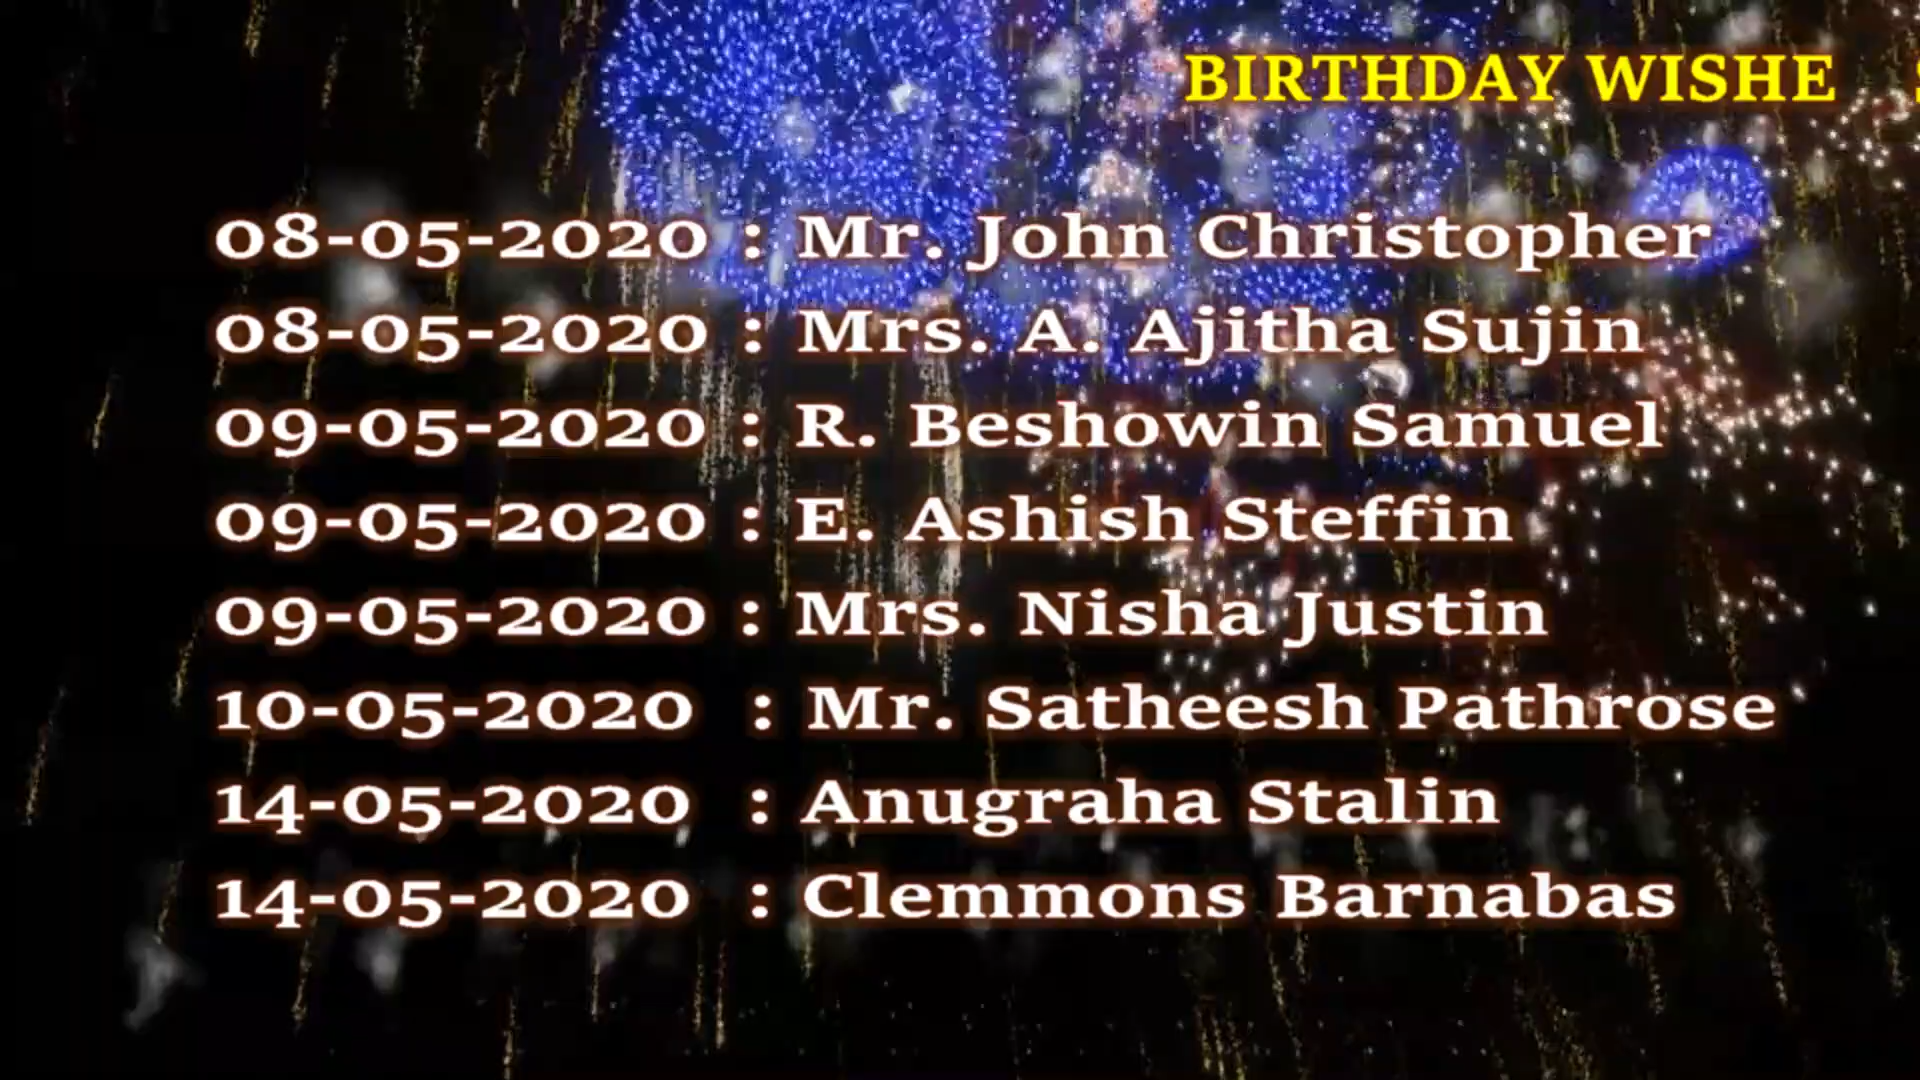 BIRTHDAY WISHE S
08-05-2020 : Mr. John Christopher
08-05-2020 : Mrs. A. Ajitha Sujin
09-05-2020 : R. Beshowin Samuel
09-05-2020 : E. Ashish Steffin
09-05-2020 : Mrs. Nisha Justin
10-05-2020 : Mr. Satheesh Pathrose
14-05-2020 : Anugraha Stalin
14-05-2020 : Clemmons Barnabas